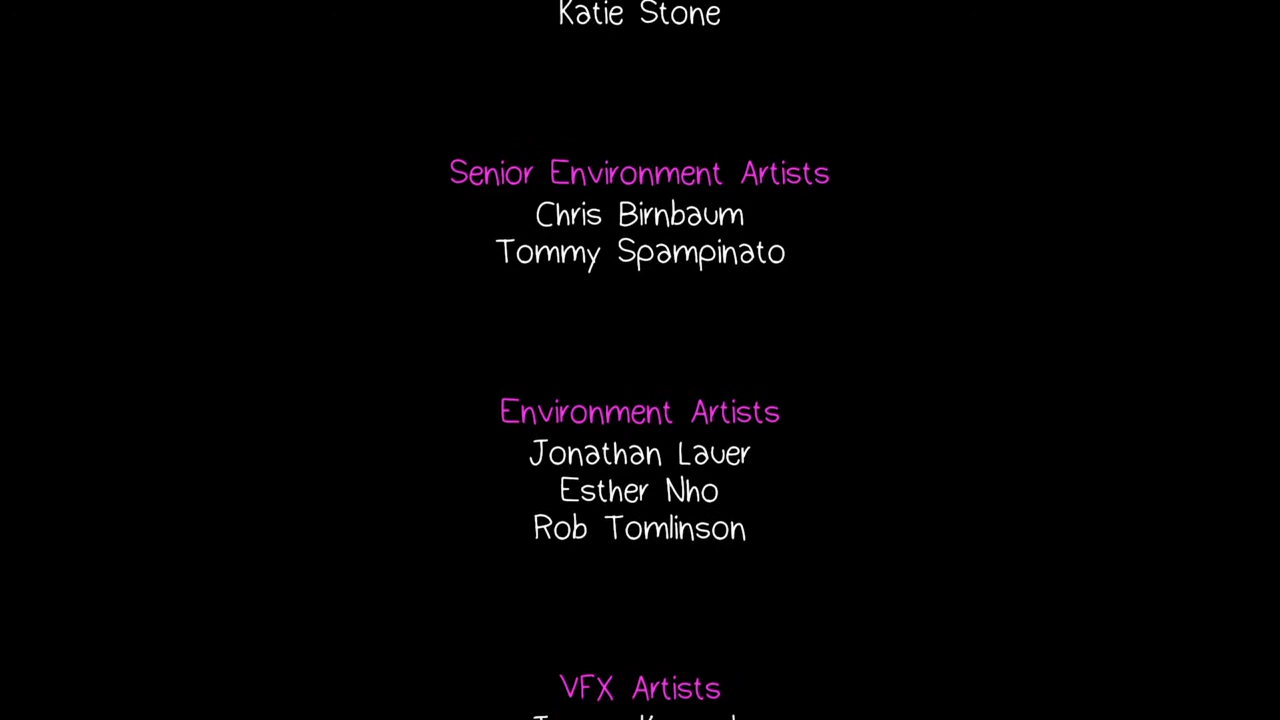 Katie Stone
Senior Environment Artists
Chris Birnbaum
Tommy Spampinato
Environment Artists
Jonathan Lauer
Esther Nho
Rob Tomlinson
VFX Artists